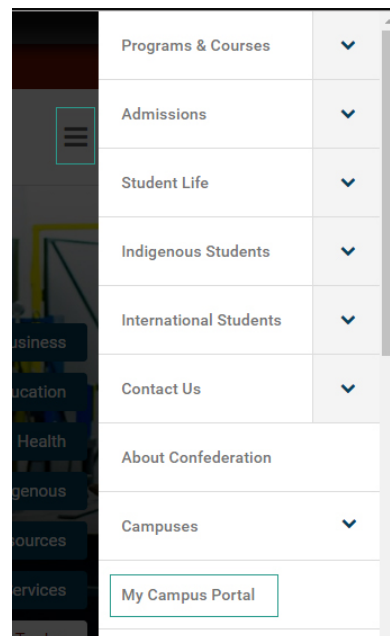 Programs & Courses
Admissions
Student Life
Indigenous Students
International Students
Contact Us
About Confederation
Campuses
My Campus Portal
usiness
ucation
Health
genous
ources
ervices